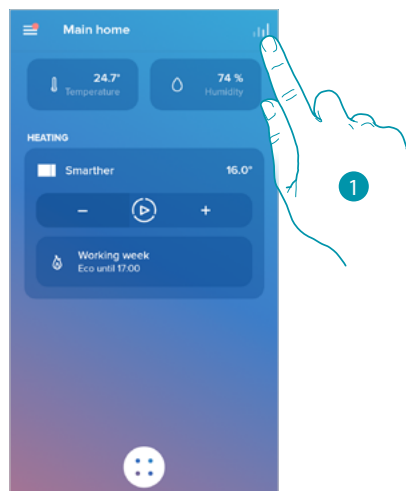 Main home
24.7°
Temperature
74 %
Humidity
HEATING
Smarther 16.0°
− +
Working week
Eco until 17:00
1